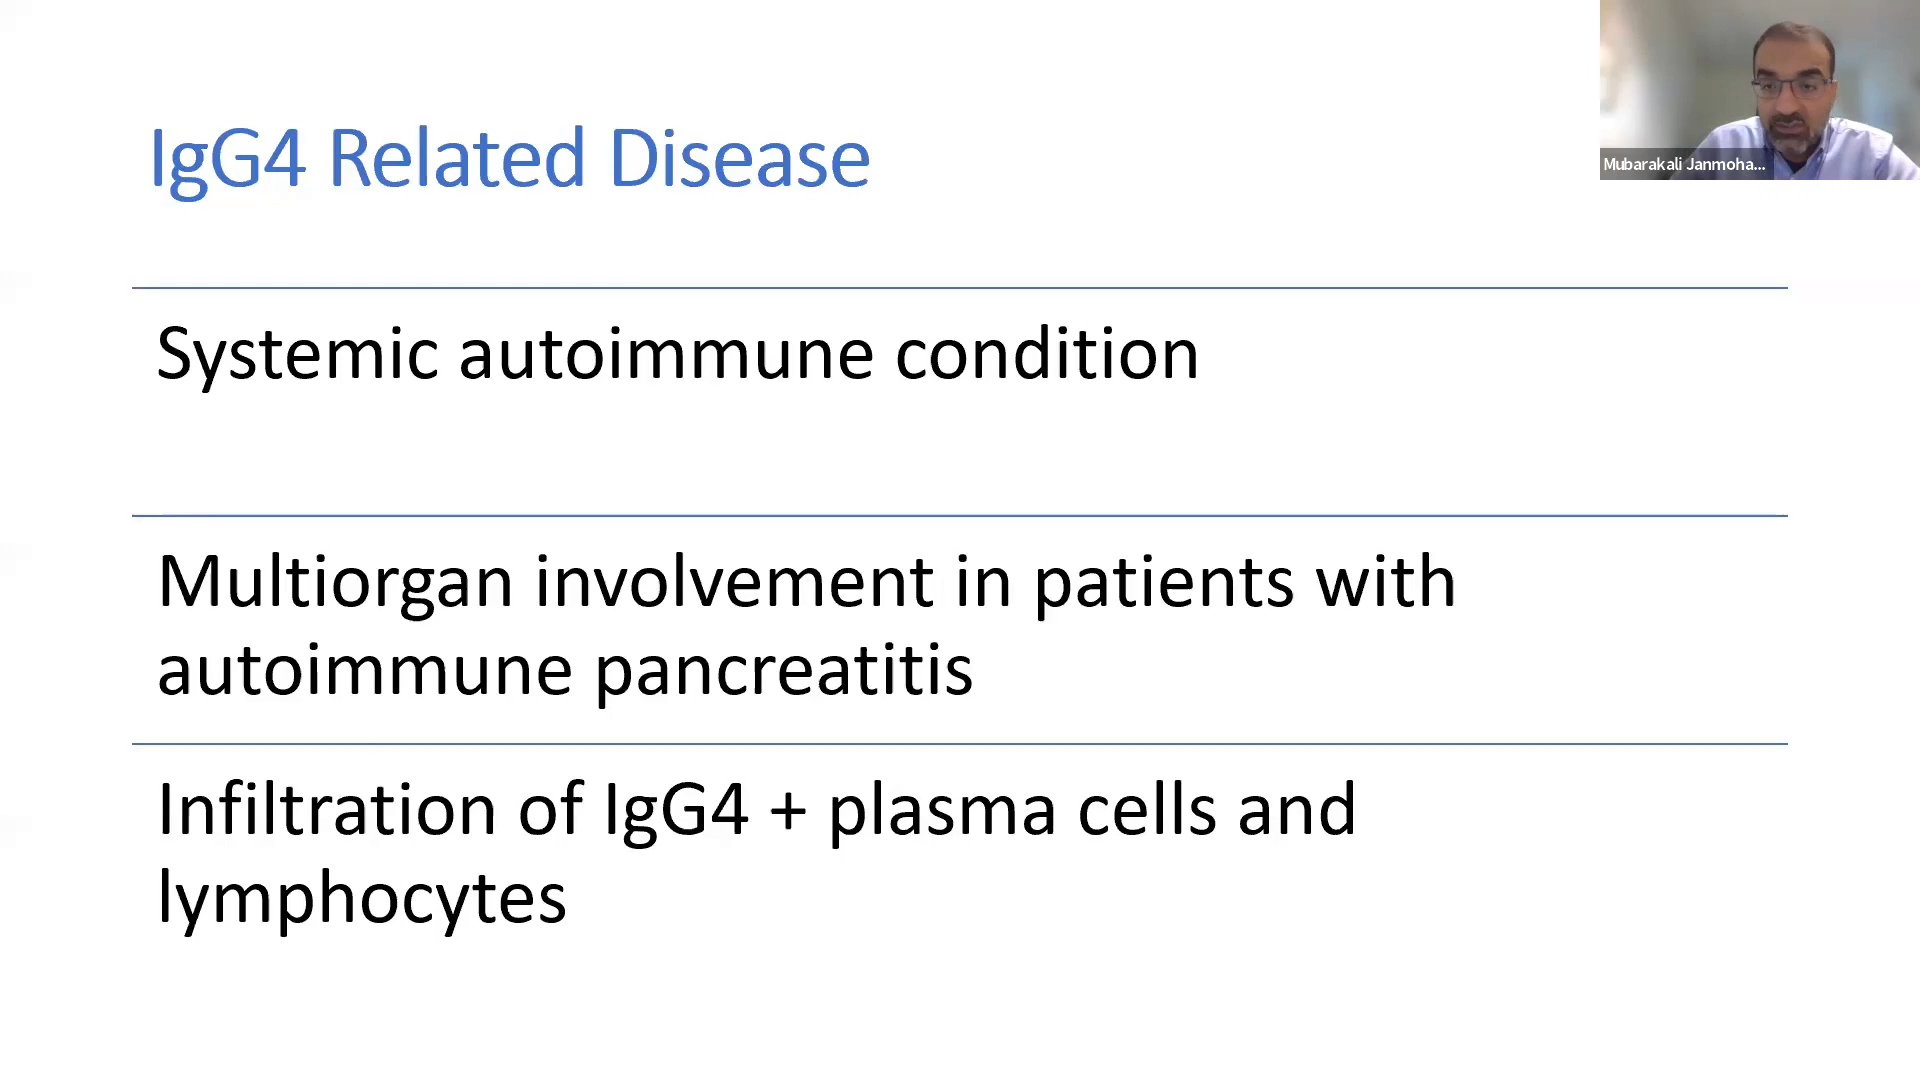 IgG4 Related Disease
Mubarakali Janmoha...
Systemic autoimmune condition
Multiorgan involvement in patients with
autoimmune pancreatitis
Infiltration of IgG4 + plasma cells and
lymphocytes